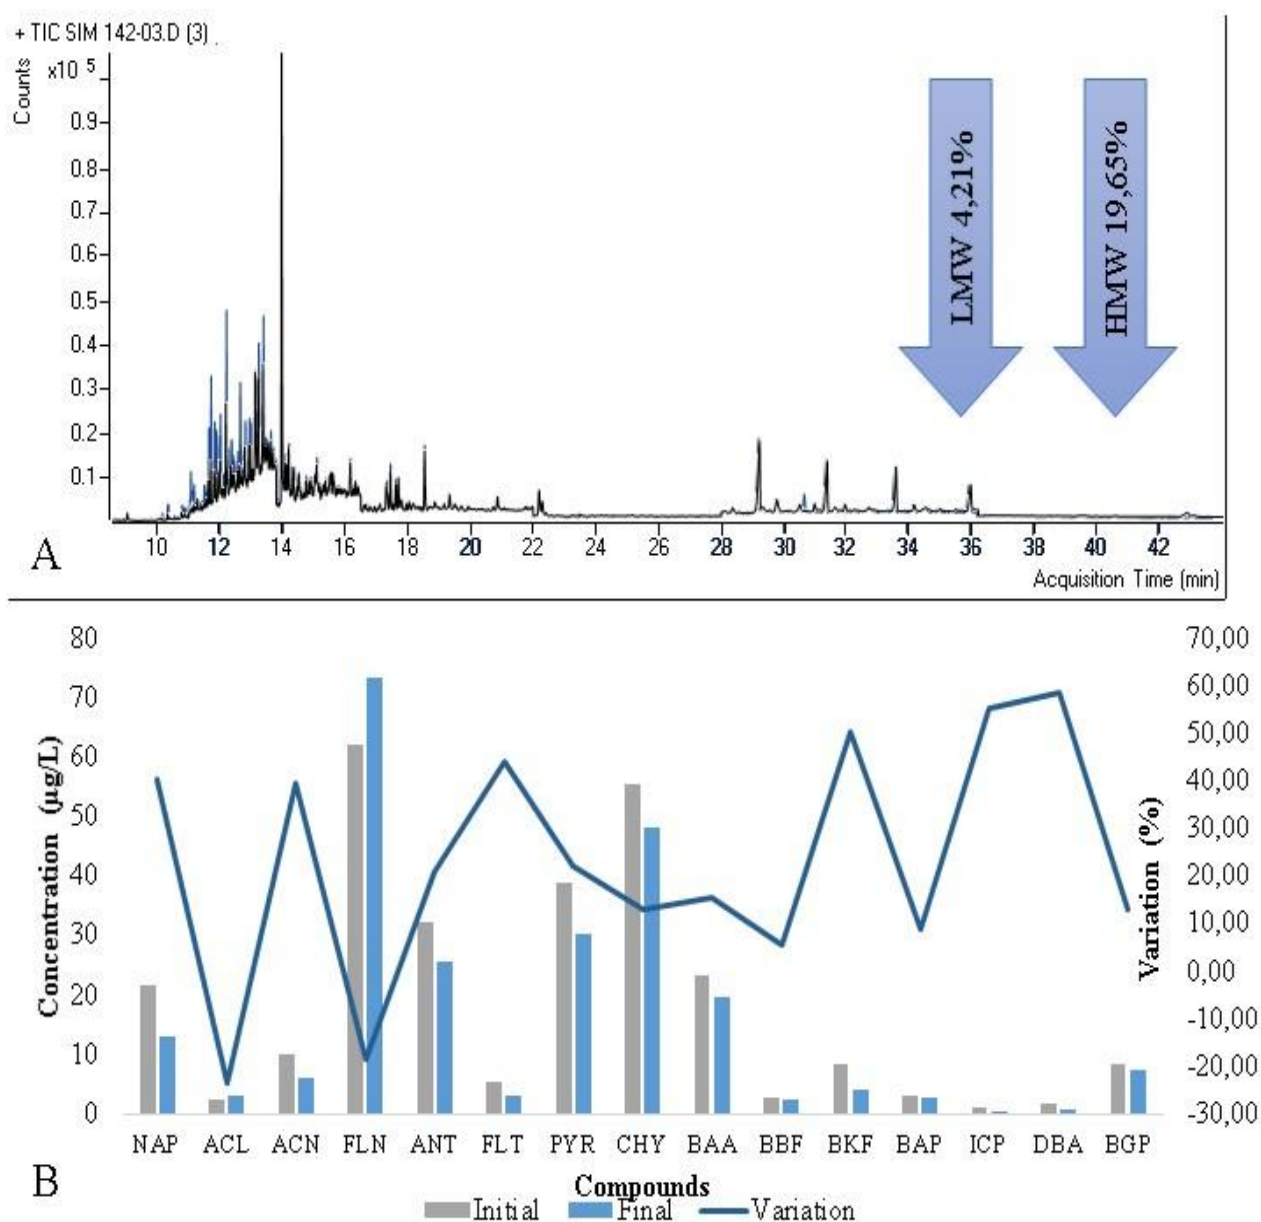 + TIC SIM 142-03.D (3)
Counts
x10 5
0.9
0.8
0.7
0.6
0.5
0.4
0.3
0.2
0.1
LMW 4,21%
HMW 19,65%
10 12 14 16 18 20 22 24 26 28 30 32 34 36 38 40 42
Acquisition Time (min)
A
Concentration (µg/L)
80
70
60
50
40
30
20
10
0
Variation (%)
70,00
60,00
50,00
40,00
30,00
20,00
10,00
0,00
-10,00
-20,00
-30,00
NAP ACL ACN FLN ANT FLT PYR CHY BAA BBF BKF BAP ICP DBA BGP
Compounds
B
Initial Final Variation